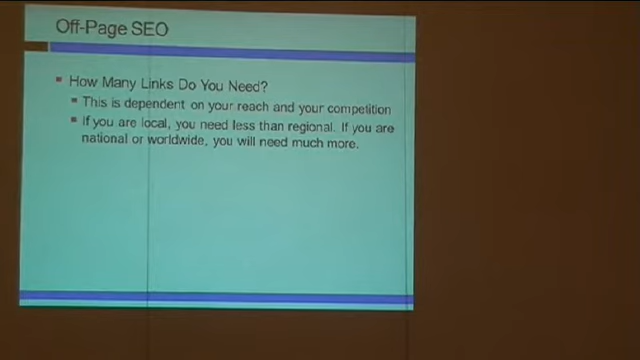 Off-Page SEO
How Many Links Do You Need?
This is dependent on your reach and your competition
If you are local, you need less than regional. If you are
national or worldwide, you will need much more.